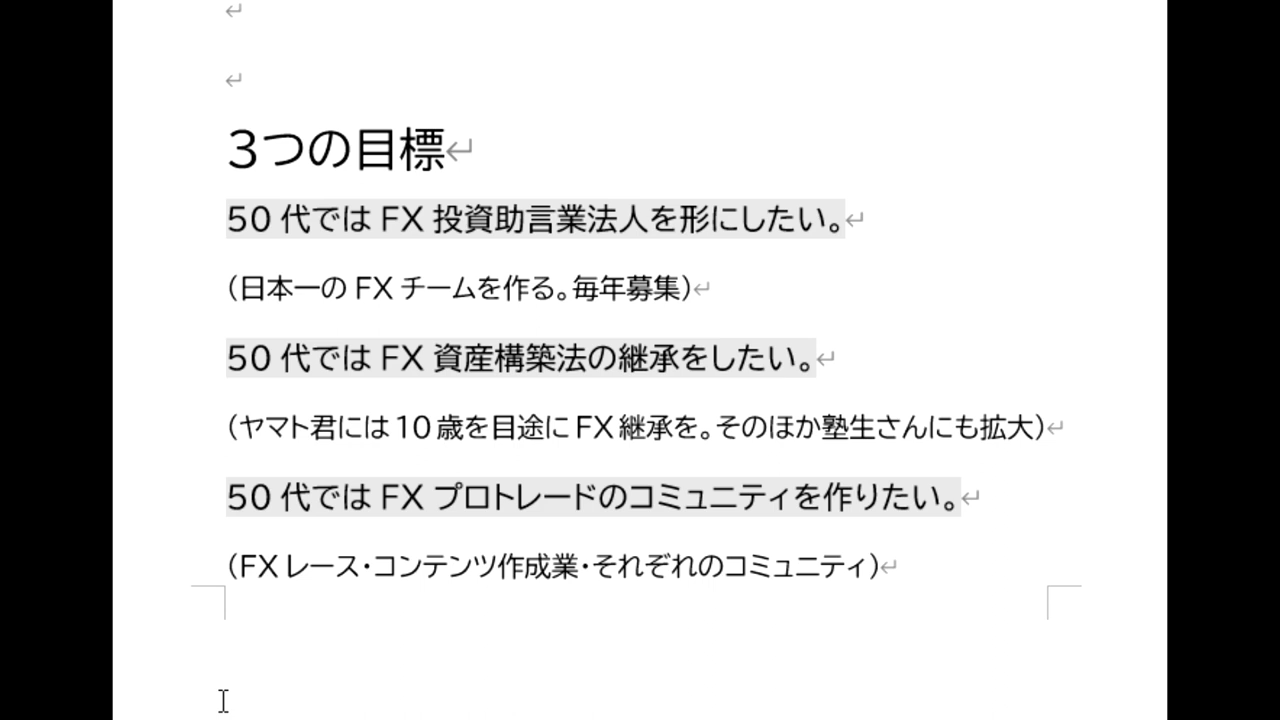 3つの目標
50代ではFX投資助言業法人を形にしたい。
（日本一のFXチームを作る。毎年募集）
50代ではFX資産構築法の継承をしたい。
（ヤマト君には10歳を目途にFX継承を。そのほか塾生さんにも拡大）
50代ではFXプロトレードのコミュニティを作りたい。
（FXレース・コンテンツ作成業・それぞれのコミュニティ）